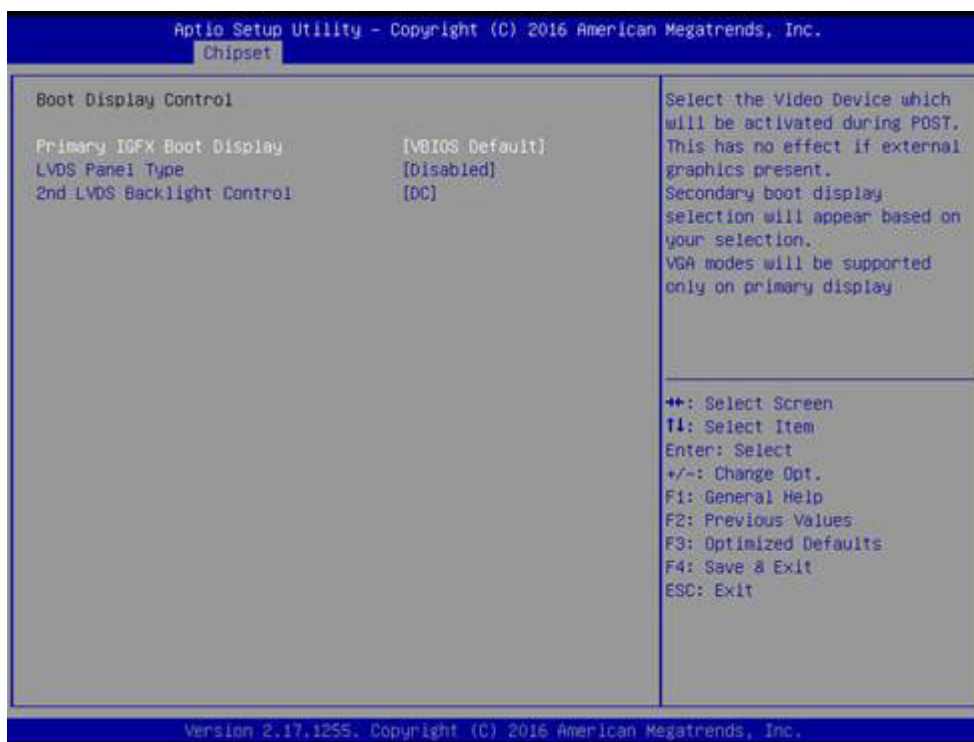 Aptio Setup Utility - Copyright (C) 2016 American Megatrends, Inc.
Chipset
Boot Display Control
Primary IGFX Boot Display [VBIOS Default]
LVDS Panel Type [Disabled]
2nd LVDS Backlight Control [DC]
Select the Video Device which
will be activated during POST.
This has no effect if external
graphics present.
Secondary boot display
selection will appear based on
your selection.
VGA modes will be supported
only on primary display
→←: Select Screen
↑↓: Select Item
Enter: Select
+/-: Change Opt.
F1: General Help
F2: Previous Values
F3: Optimized Defaults
F4: Save & Exit
ESC: Exit
Version 2.17.1255. Copyright (C) 2016 American Megatrends, Inc.